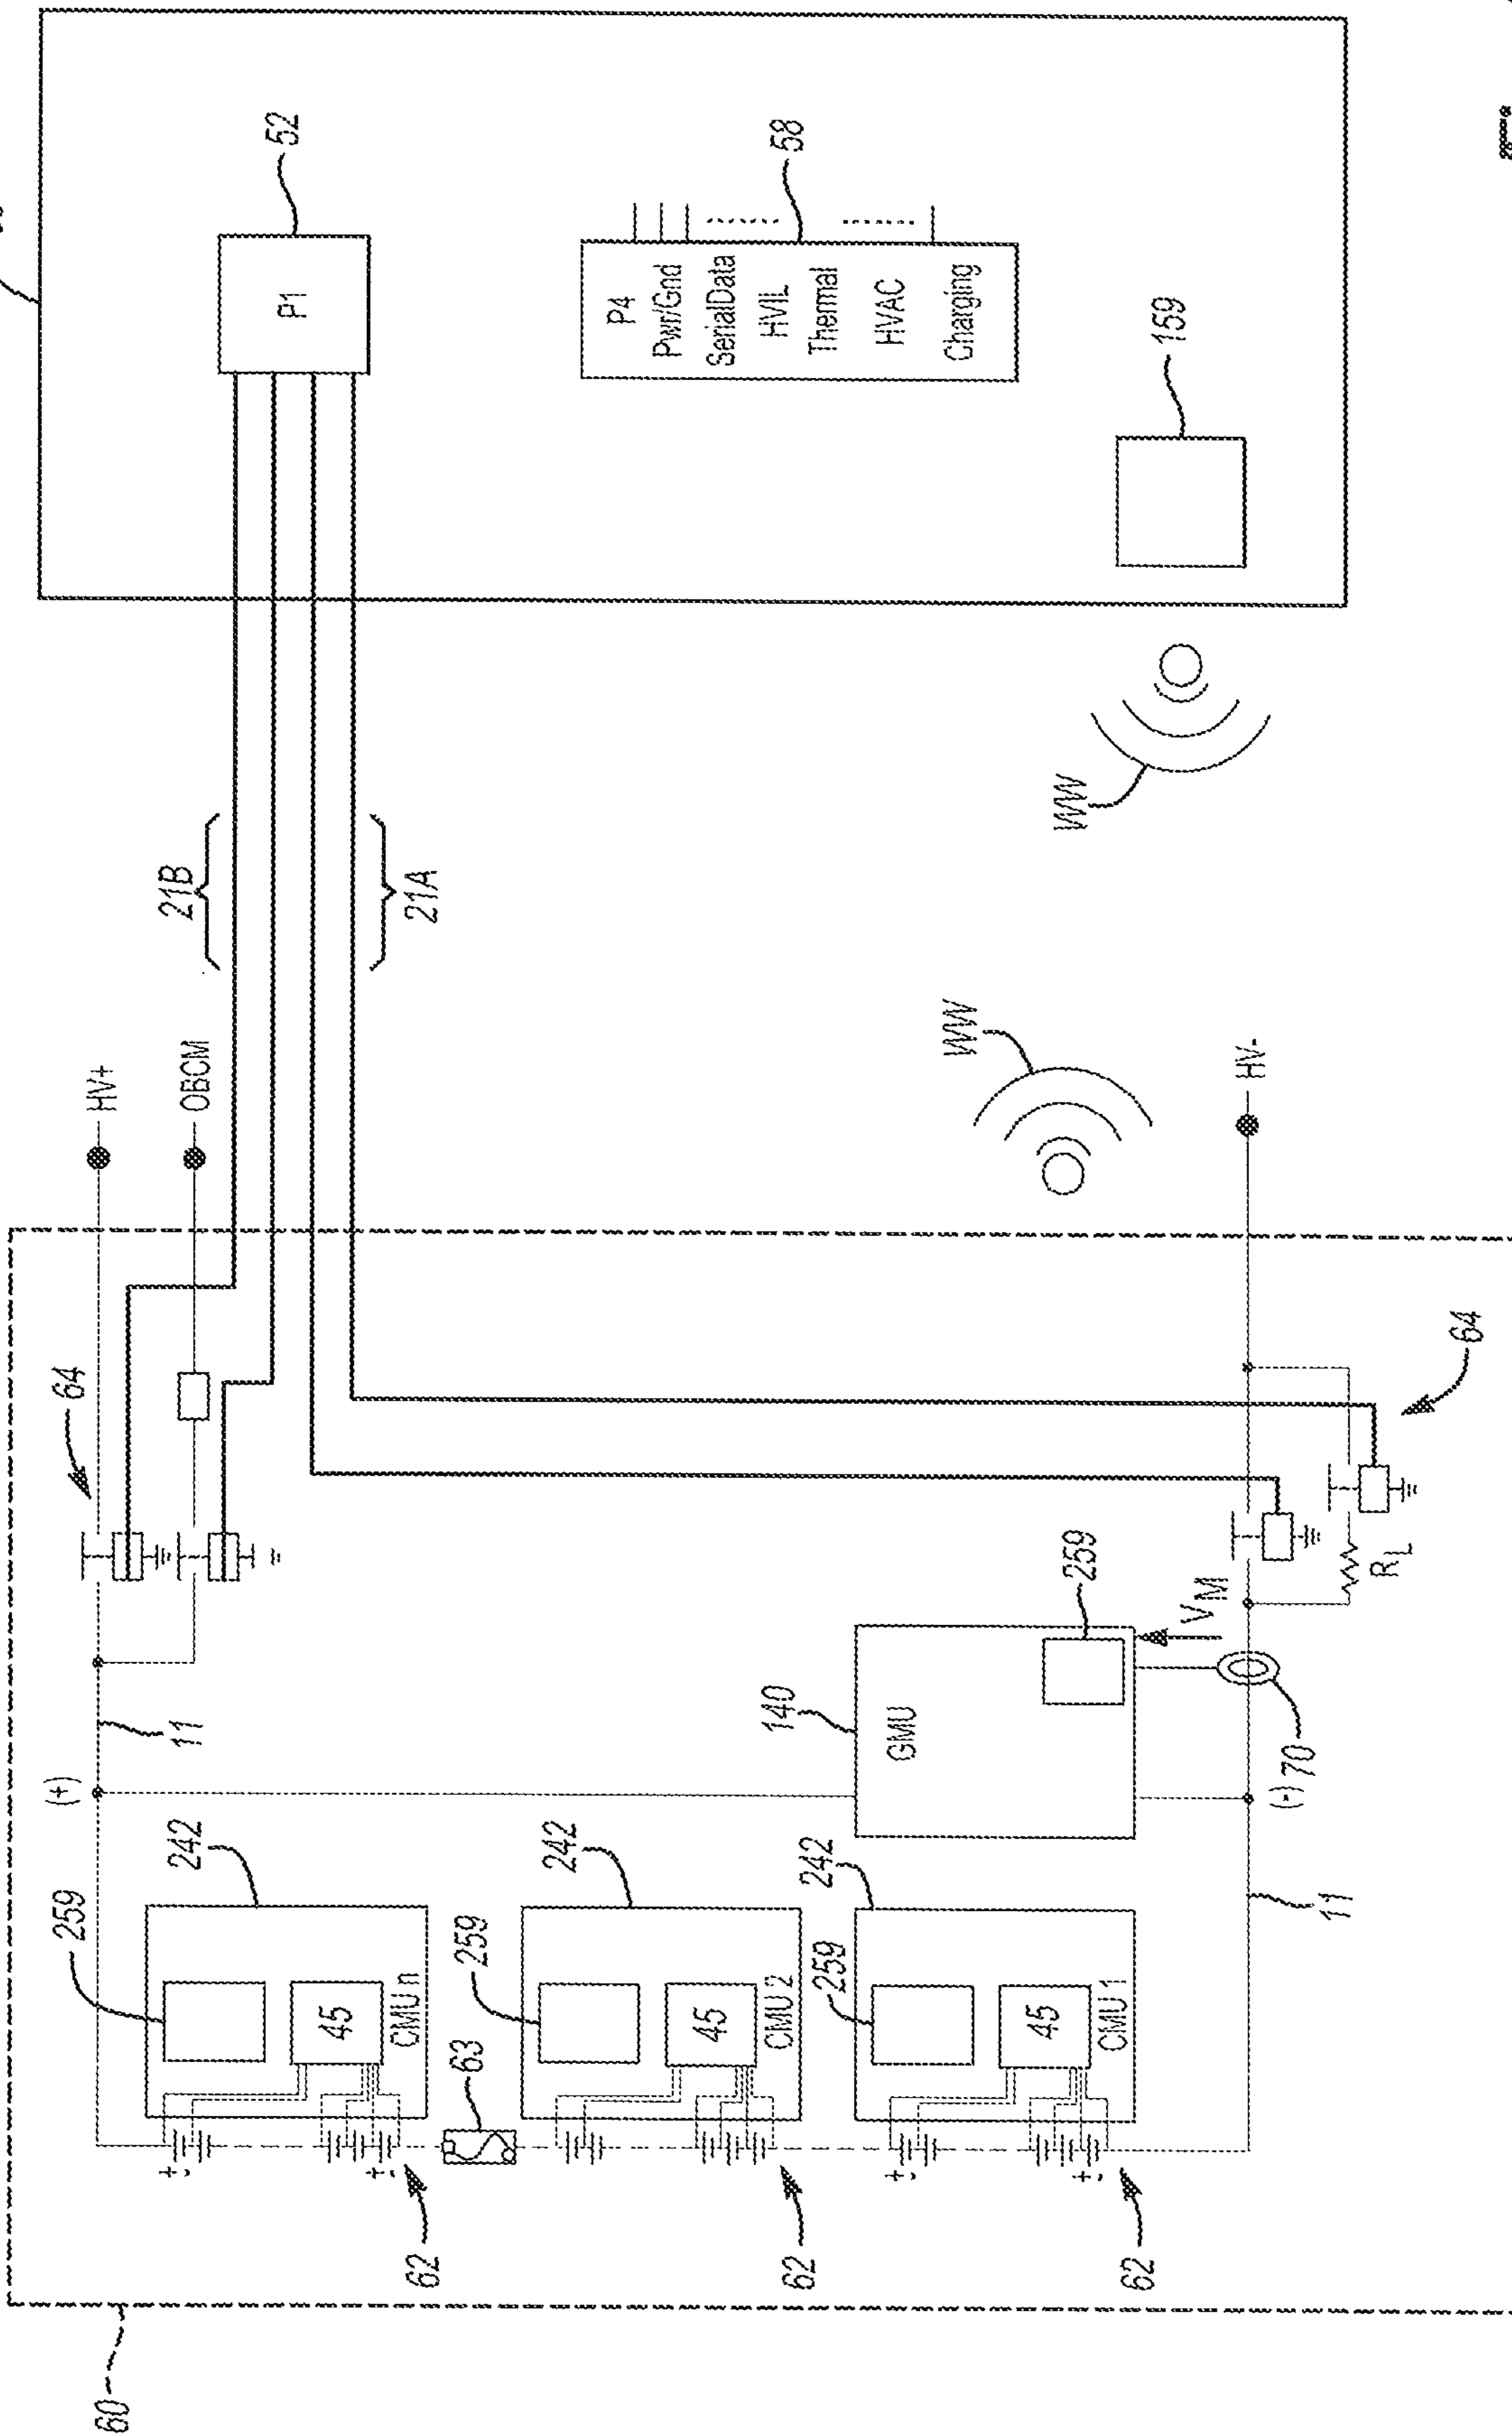 60
259
(+)
64
HV+
242
11
OBCM
21B
52
P1
45
CMU n
62
21A
63
259
242
P4
Pwr/Gnd
SerialData
HVIL
Thermal
HVAC
Charging
58
45
CMU 2
62
140
242
259
GMU
WW
45
CMU 1
WW
259
62
159
VM
HV-
(-)
70
11
RL
64